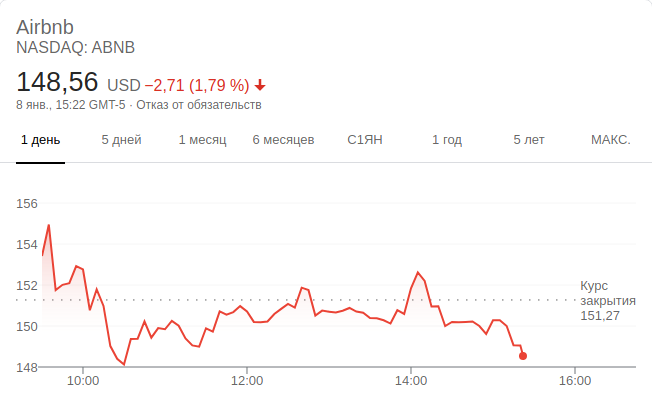 Airbnb
NASDAQ: ABNB
148,56 USD −2,71 (1,79 %)
8 янв., 15:22 GMT-5 · Отказ от обязательств
1 день 5 дней 1 месяц 6 месяцев С1ЯН 1 год 5 лет МАКС.
156
154
152
150
148
Курс
закрытия
151,27
10:00 12:00 14:00 16:00